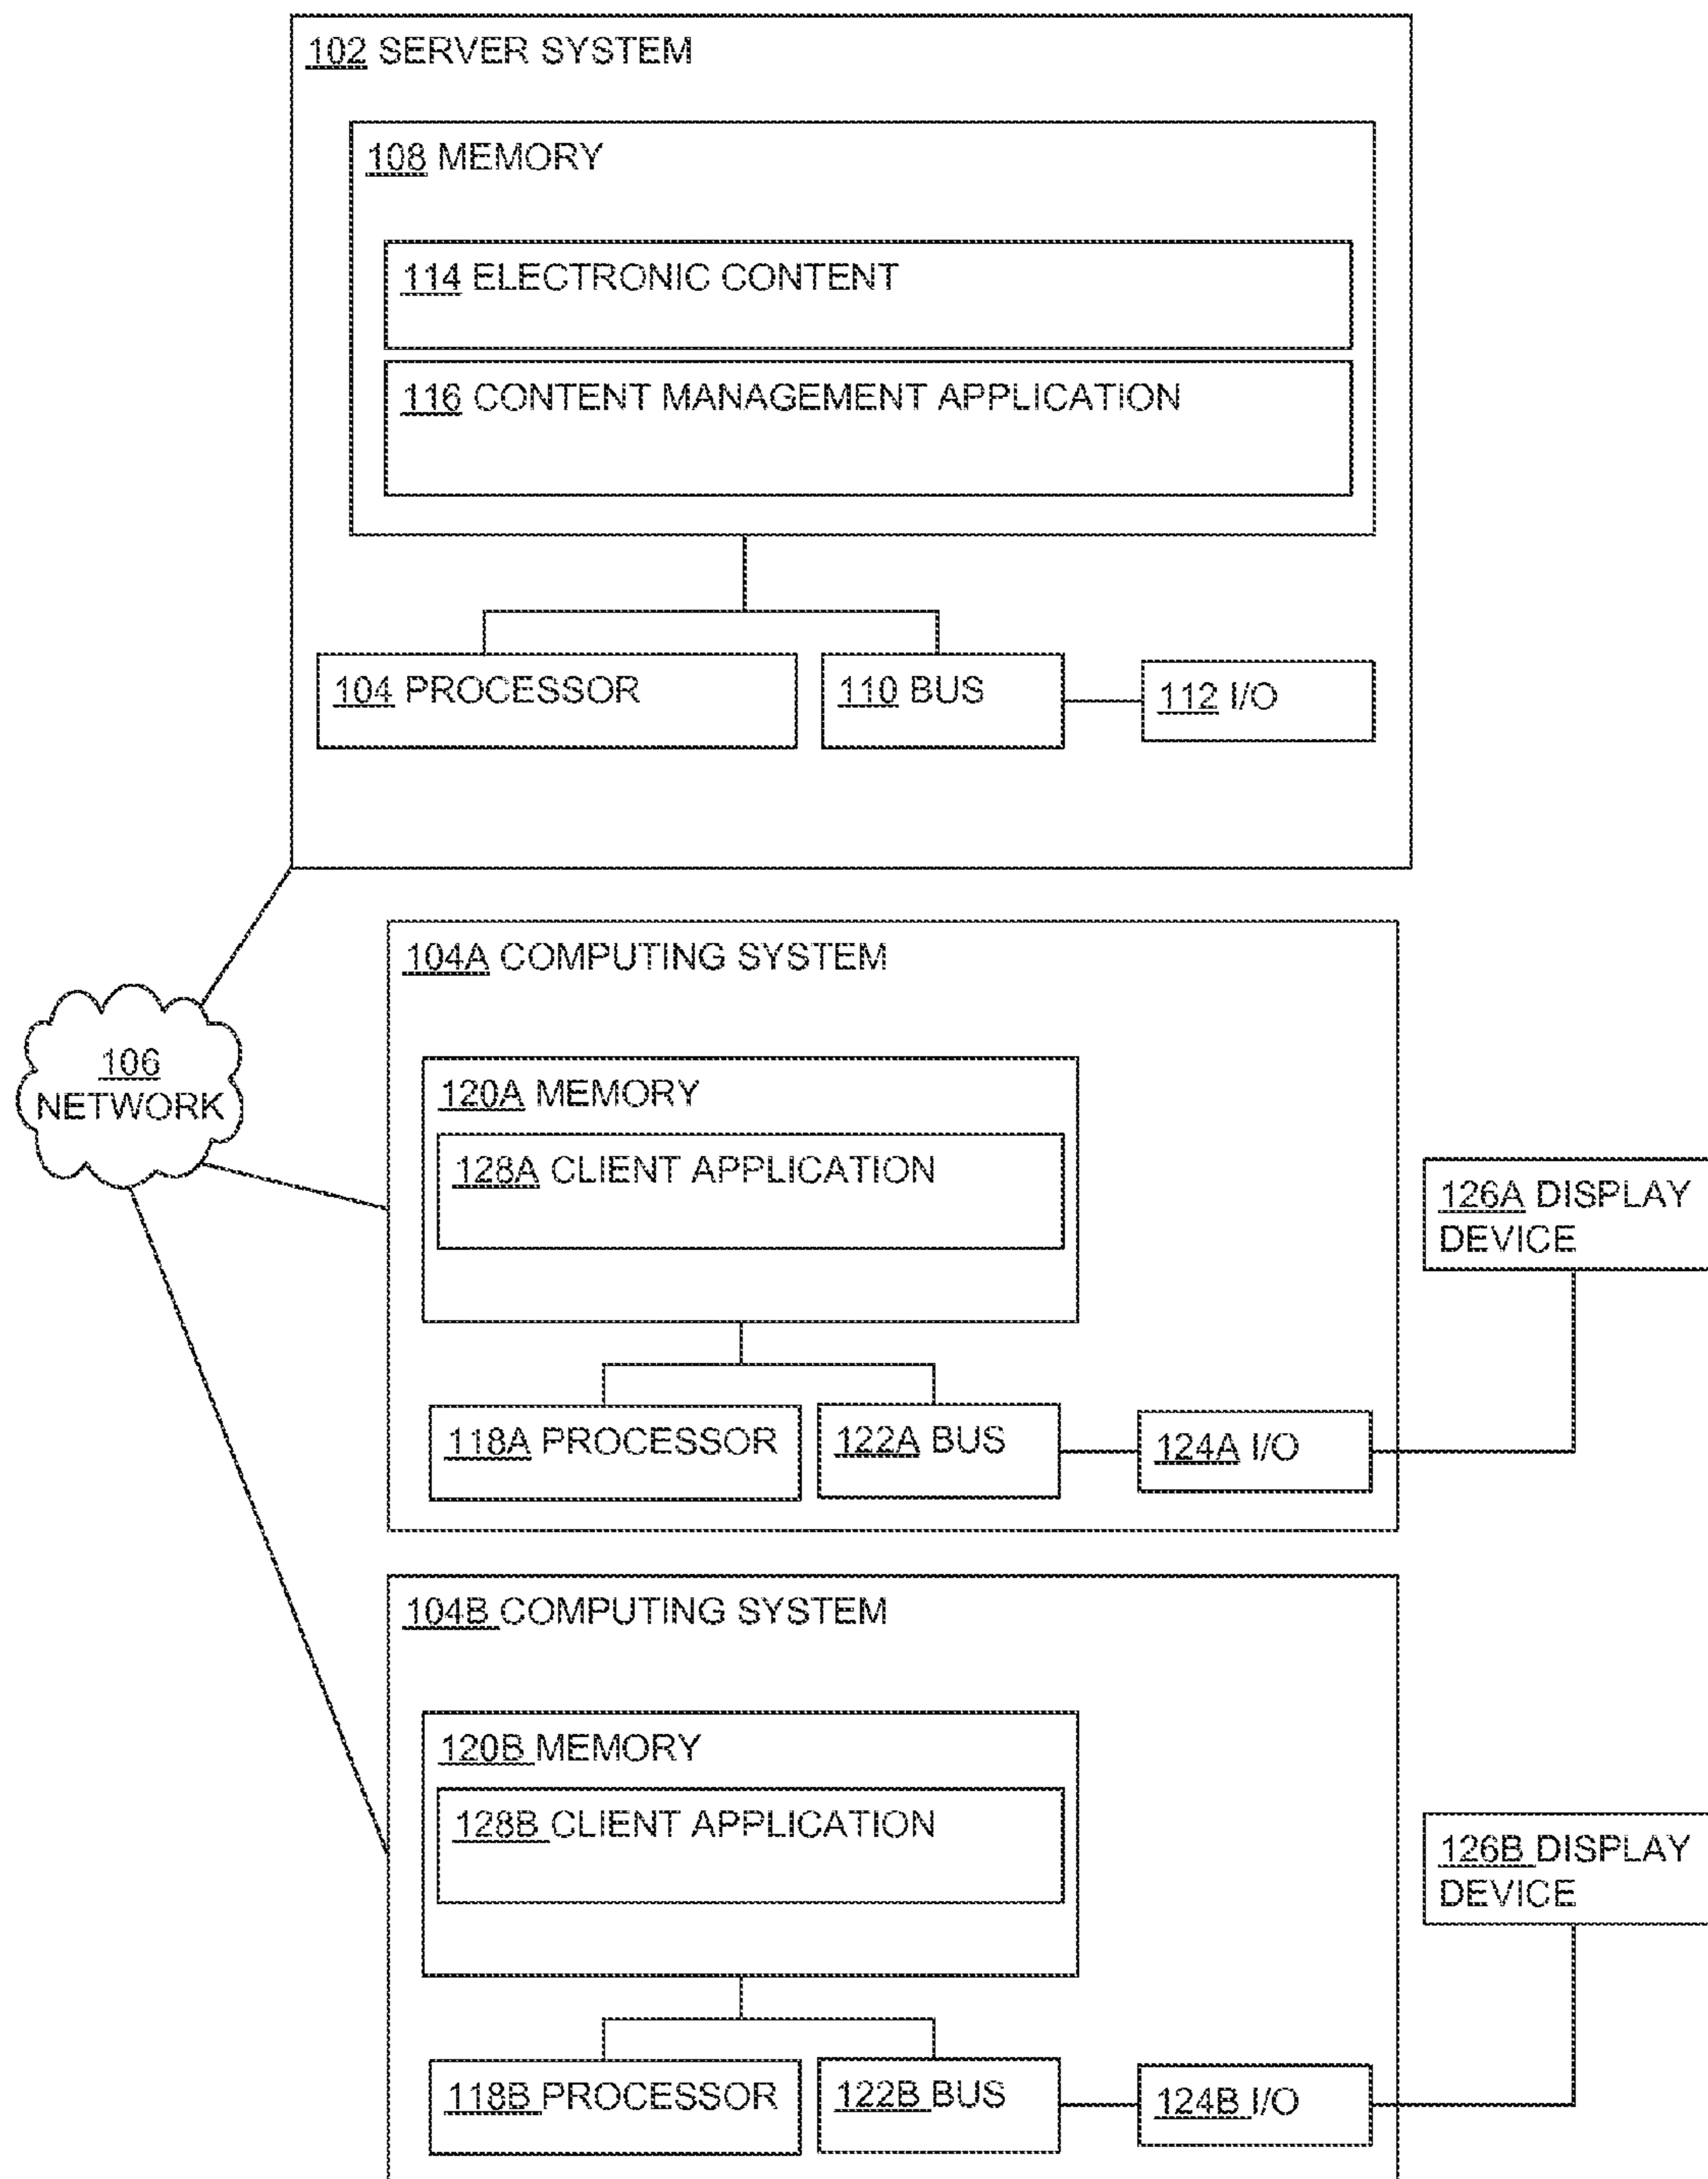 102 SERVER SYSTEM
108 MEMORY
114 ELECTRONIC CONTENT
116 CONTENT MANAGEMENT APPLICATION
104 PROCESSOR
110 BUS
112 I/O
104A COMPUTING SYSTEM
106
NETWORK
120A MEMORY
128A CLIENT APPLICATION
126A DISPLAY
DEVICE
118A PROCESSOR
122A BUS
124A I/O
104B COMPUTING SYSTEM
120B MEMORY
128B CLIENT APPLICATION
126B DISPLAY
DEVICE
118B PROCESSOR
122B BUS
124B I/O